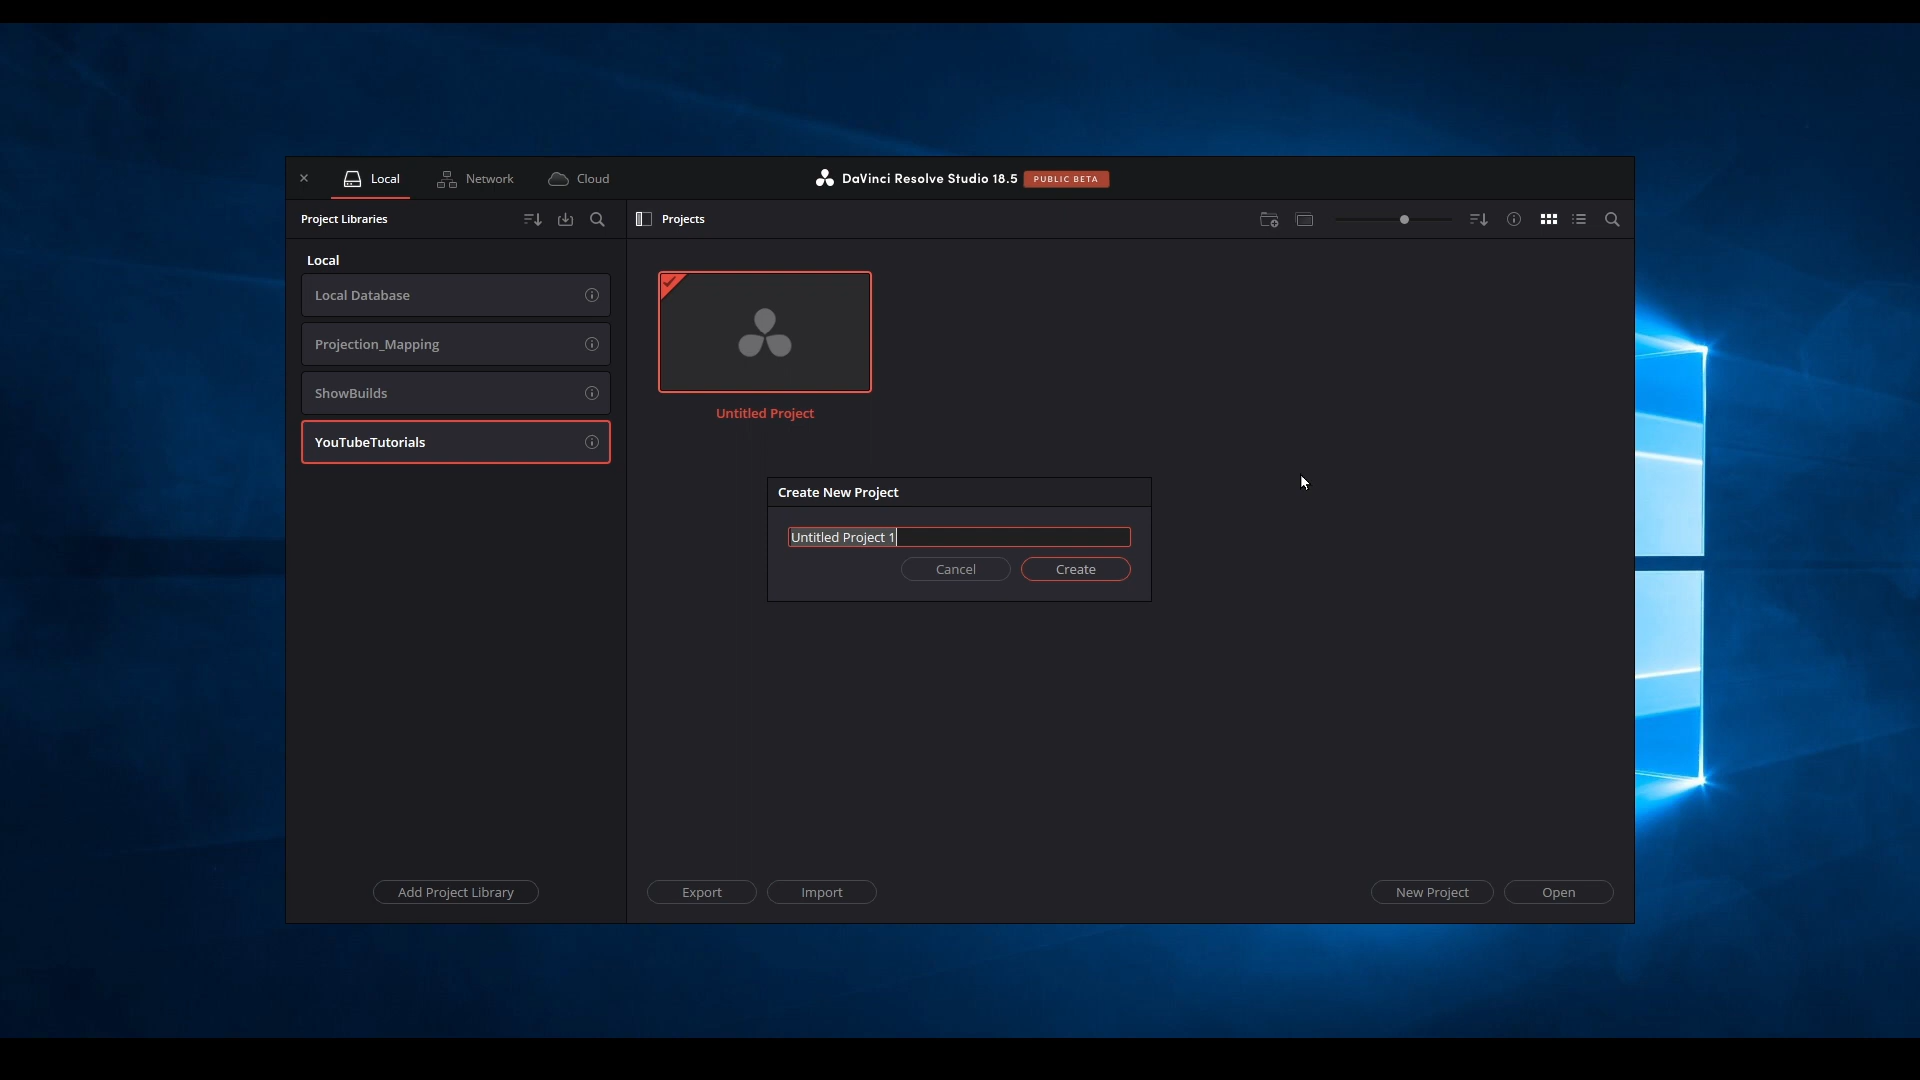 Local
Network
Cloud
DaVinci Resolve Studio 18.5 PUBLIC BETA
Project Libraries
Projects
Local
Local Database
Projection_Mapping
ShowBuilds
YouTubeTutorials
Untitled Project
Create New Project
Untitled Project 1
Cancel
Create
Add Project Library
Export
Import
New Project
Open